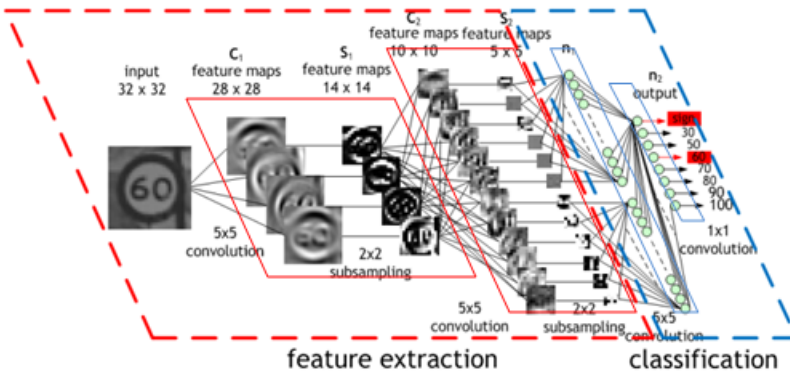 input
32 x 32
C1
feature maps
28 x 28
S1
feature maps
14 x 14
C2
feature maps
10 x 10
S2
feature maps
5 x 5
n1
n2
output
sign
30
50
60
70
80
90
100
60
5x5
convolution
2x2
subsampling
5x5
convolution
2x2
subsampling
5x5
convolution
1x1
convolution
feature extraction
classification